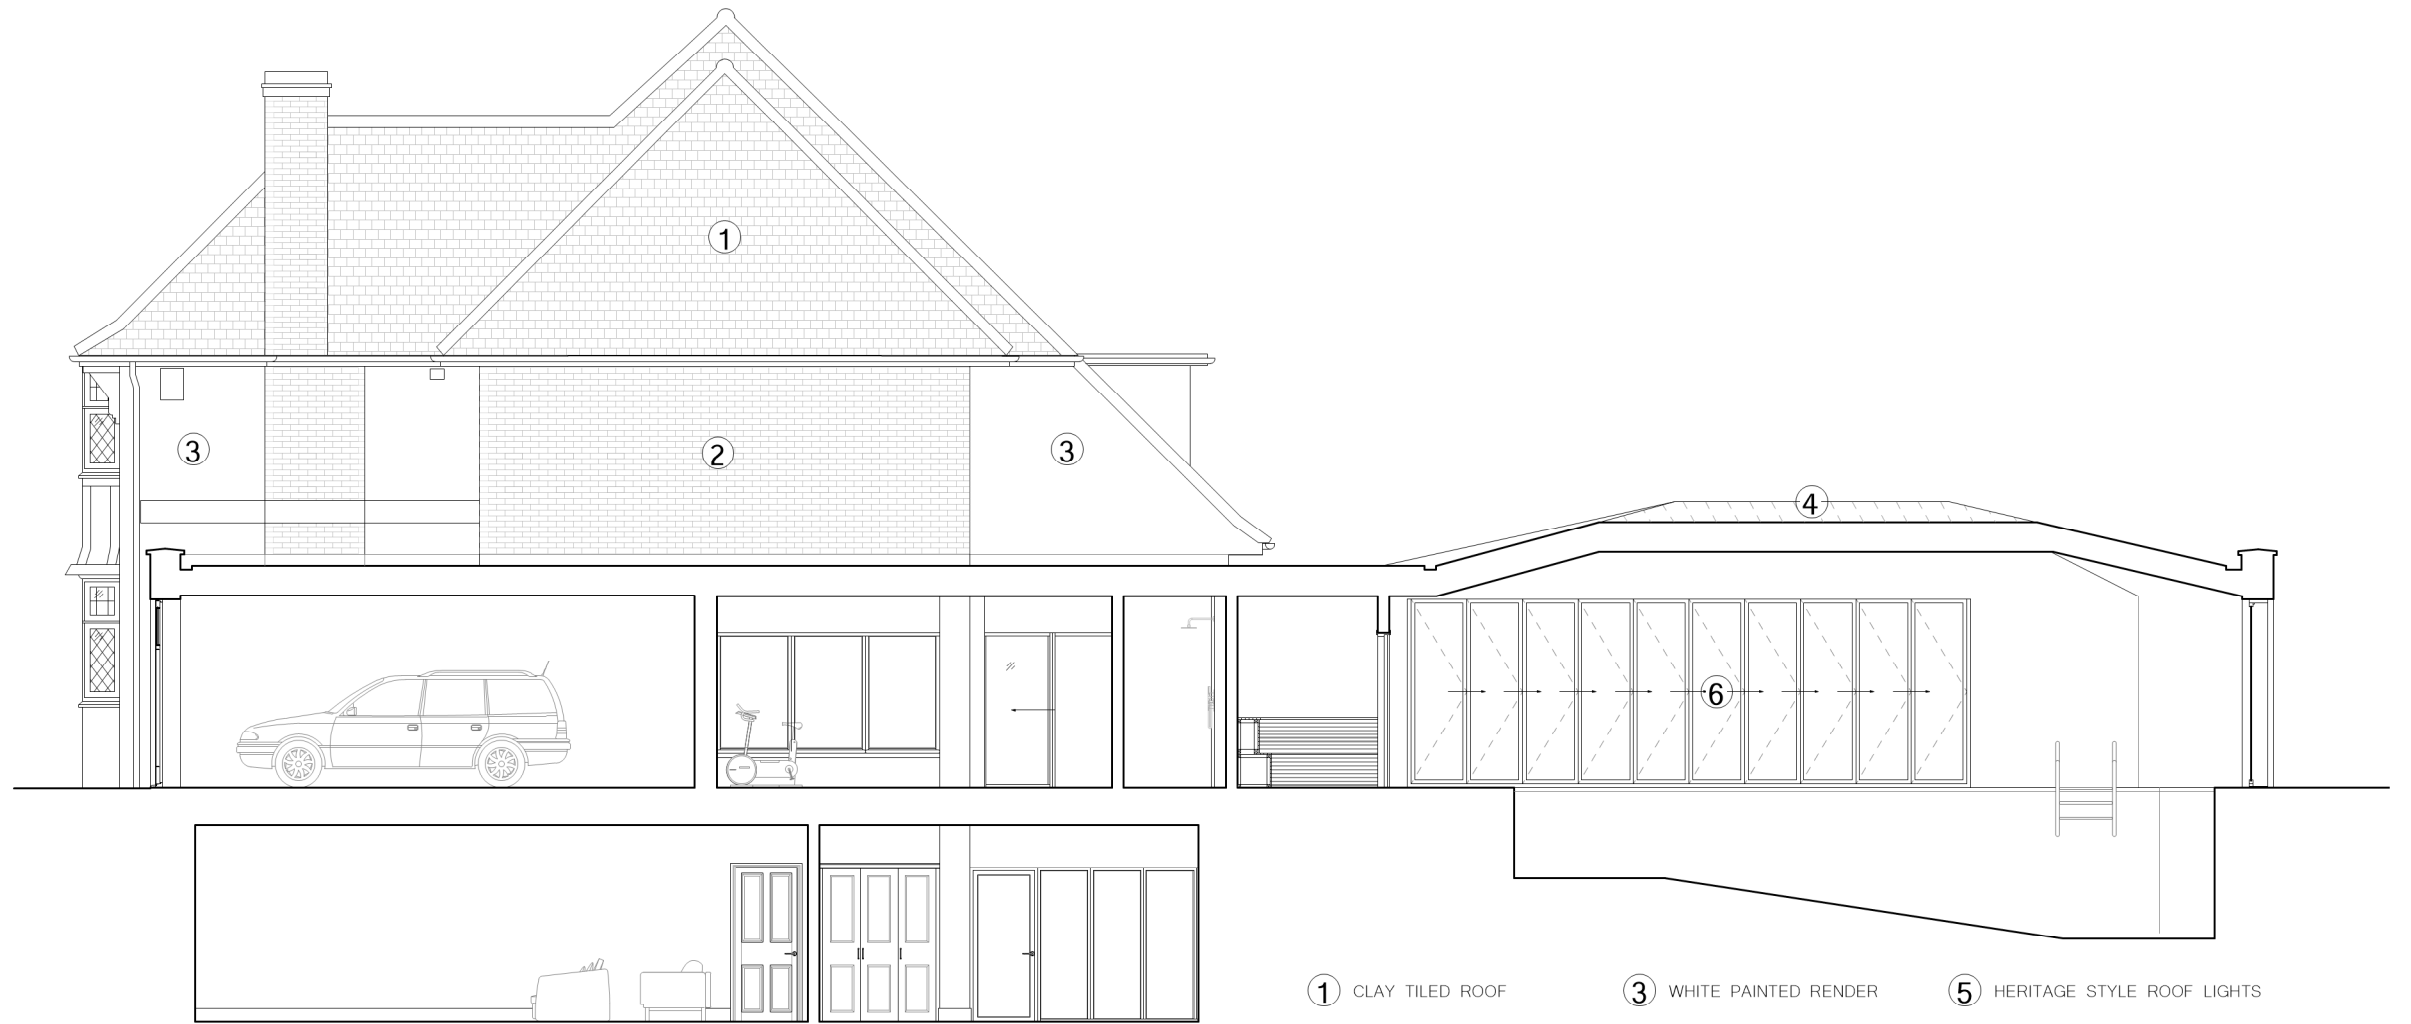 1
3
2
3
4
6
1 CLAY TILED ROOF
3 WHITE PAINTED RENDER
5 HERITAGE STYLE ROOF LIGHTS